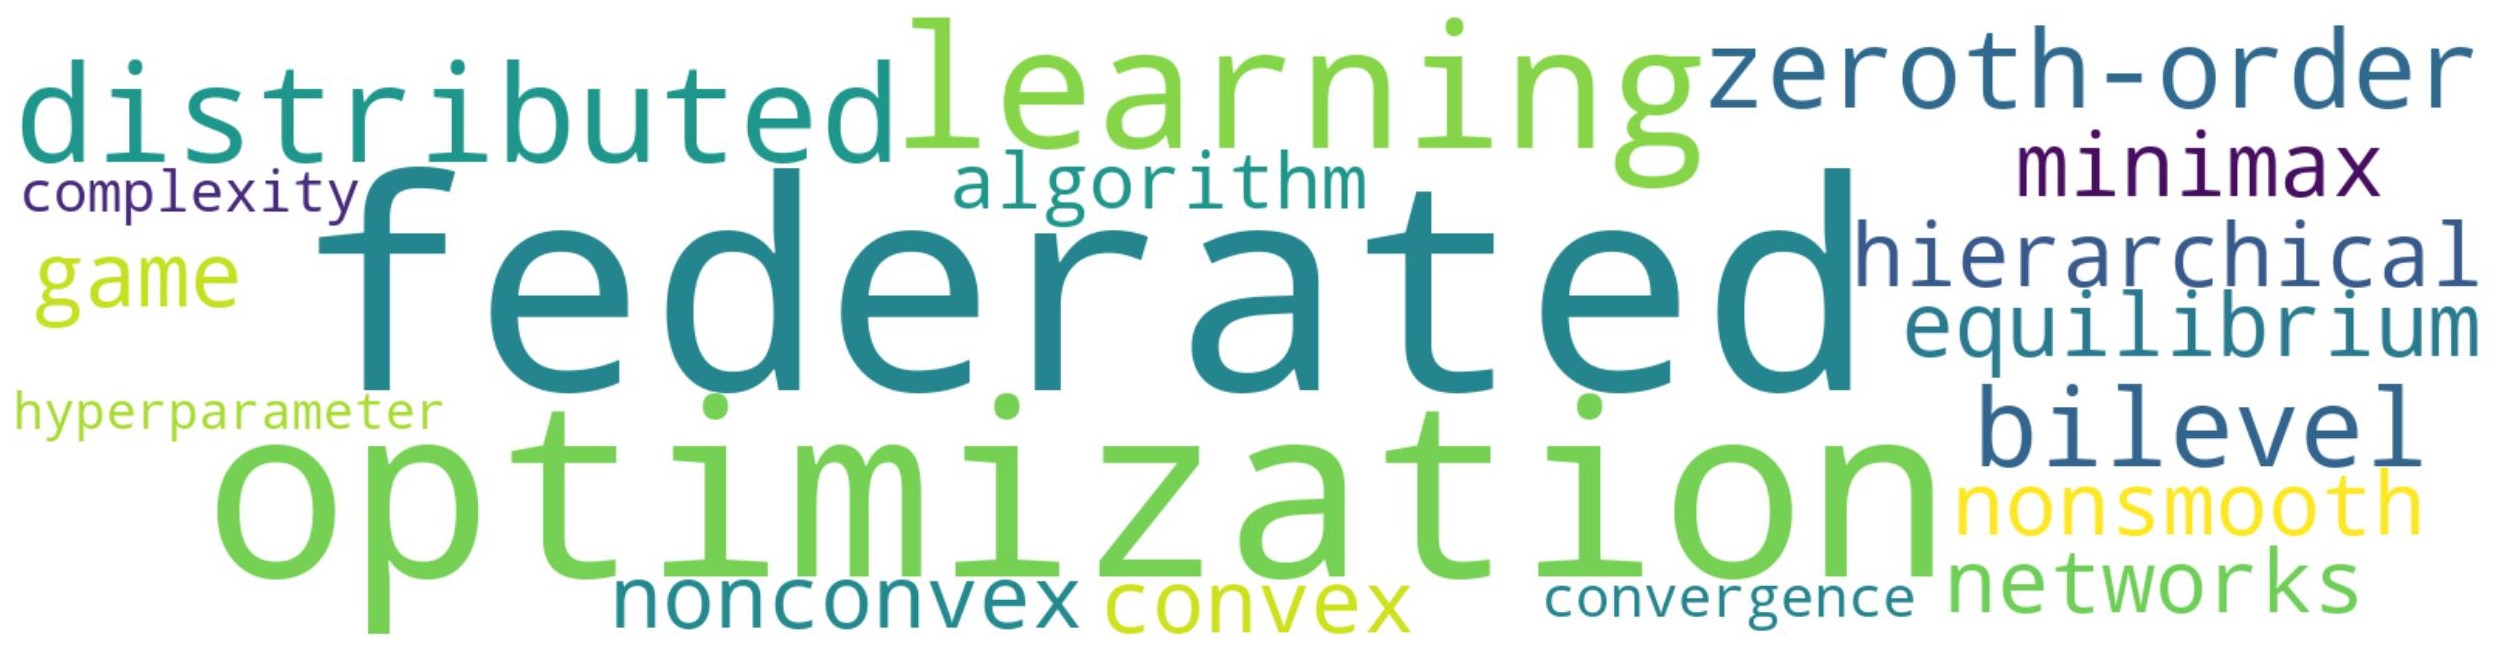 distributed learning zeroth-order
complexity algorithm minimax
game federated hierarchical
equilibrium
hyperparameter bilevel
optimization nonsmooth
nonconvex convex convergence networks